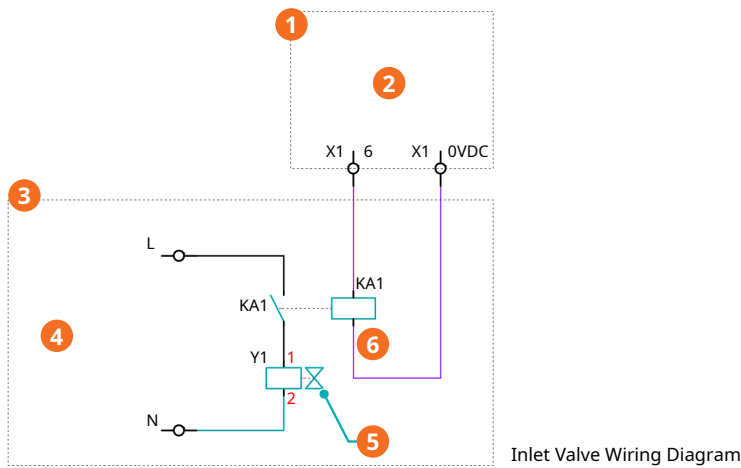 1
2
X1 6 X1 0VDC
3
L
KA1
KA1
4
6
Y1 1
2
N
5
Inlet Valve Wiring Diagram